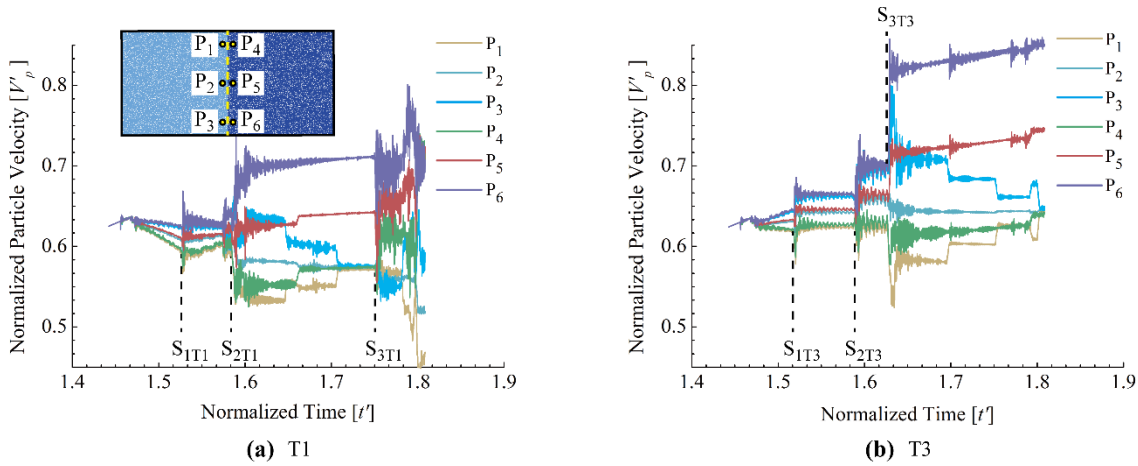 S3T3
P1 P4
P2 P5
P3 P6
P1
P2
P3
P4
P5
P6
0.8
0.7
0.6
0.5
Normalized Particle Velocity [V'p]
S1T1 S2T1 S3T1
1.4 1.5 1.6 1.7 1.8 1.9
Normalized Time [t']
(a) T1
P1
P2
P3
P4
P5
P6
0.8
0.7
0.6
0.5
Normalized Particle Velocity [V'p]
S1T3 S2T3
1.4 1.5 1.6 1.7 1.8 1.9
Normalized Time [t']
(b) T3